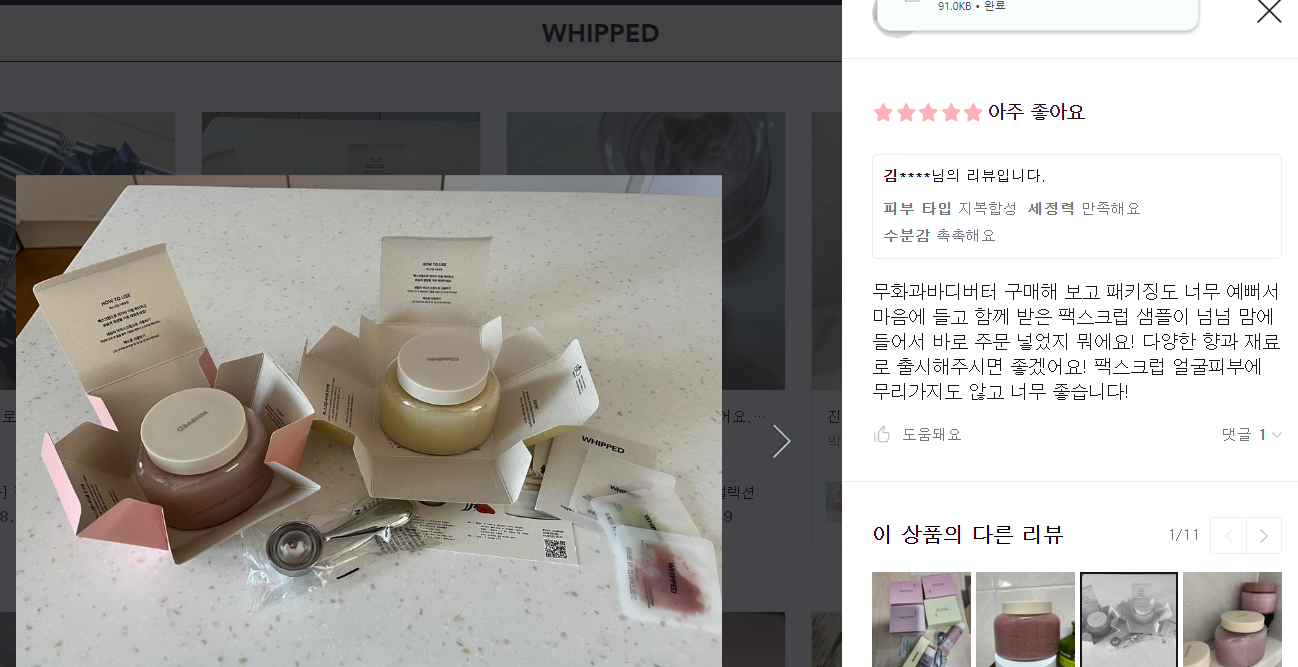 91.0KB • 완료
WHIPPED
아주 좋아요
김****님의 리뷰입니다.
피부 타입 지복합성 세정력 만족해요
수분감 촉촉해요
무화과바디버터 구매해 보고 패키징도 너무 예뻐서
마음에 들고 함께 받은 팩스크럽 샘플이 넘넘 맘에
들어서 바로 주문 넣었지 뭐에요! 다양한 향과 재료
로 출시해주시면 좋겠어요! 팩스크럽 얼굴피부에
무리가지도 않고 너무 좋습니다!
도움돼요
댓글 1
이 상품의 다른 리뷰
1/11
HOW TO USE
HOW TO USE
WHIPPED
WHIPPED
WHIPPED
WHIPPED
로
어요....
진
박
컬렉션